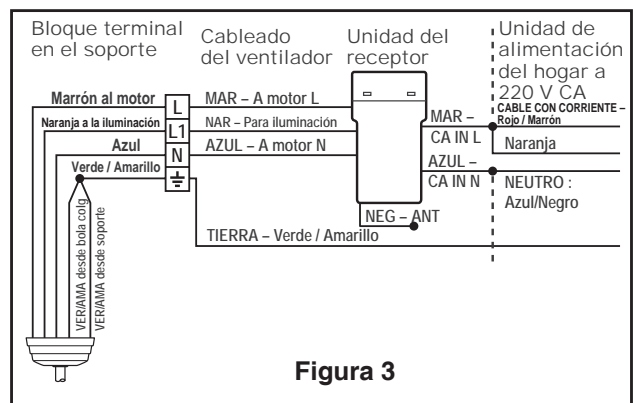 Bloque terminal
en el soporte
Cableado
del ventilador
Unidad del
receptor
Unidad de
alimentación
del hogar a
220 V CA
CABLE CON CORRIENTE –
Rojo / Marrón
Marrón al motor
L
MAR – A motor L
MAR –
CA IN L
Naranja a la iluminación
L1
NAR – Para iluminación
Naranja
Azul
N
AZUL – A motor N
AZUL –
CA IN N
NEUTRO :
Azul/Negro
Verde / Amarillo
NEG – ANT
TIERRA – Verde / Amarillo
VER/AMA desde bola colg
VER/AMA desde soporte
Figura 3